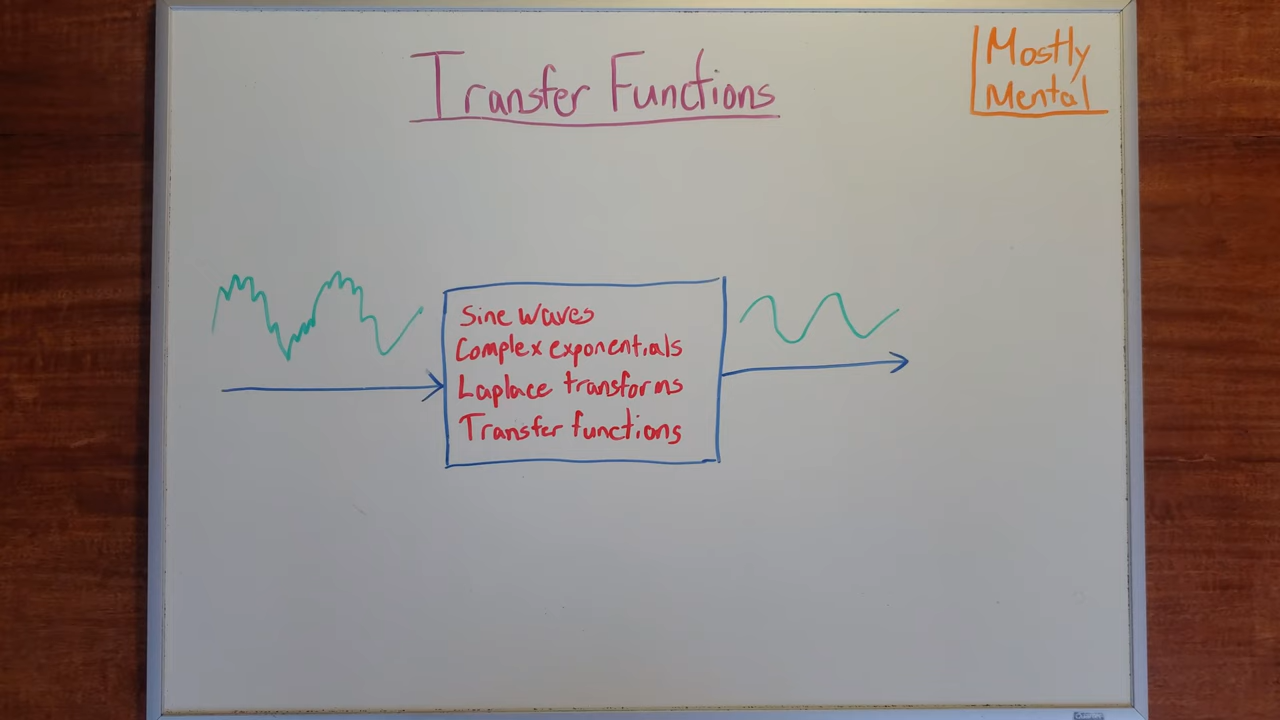 Transfer Functions
Mostly
Mental
Sine waves
Complex exponentials
Laplace transforms
Transfer functions